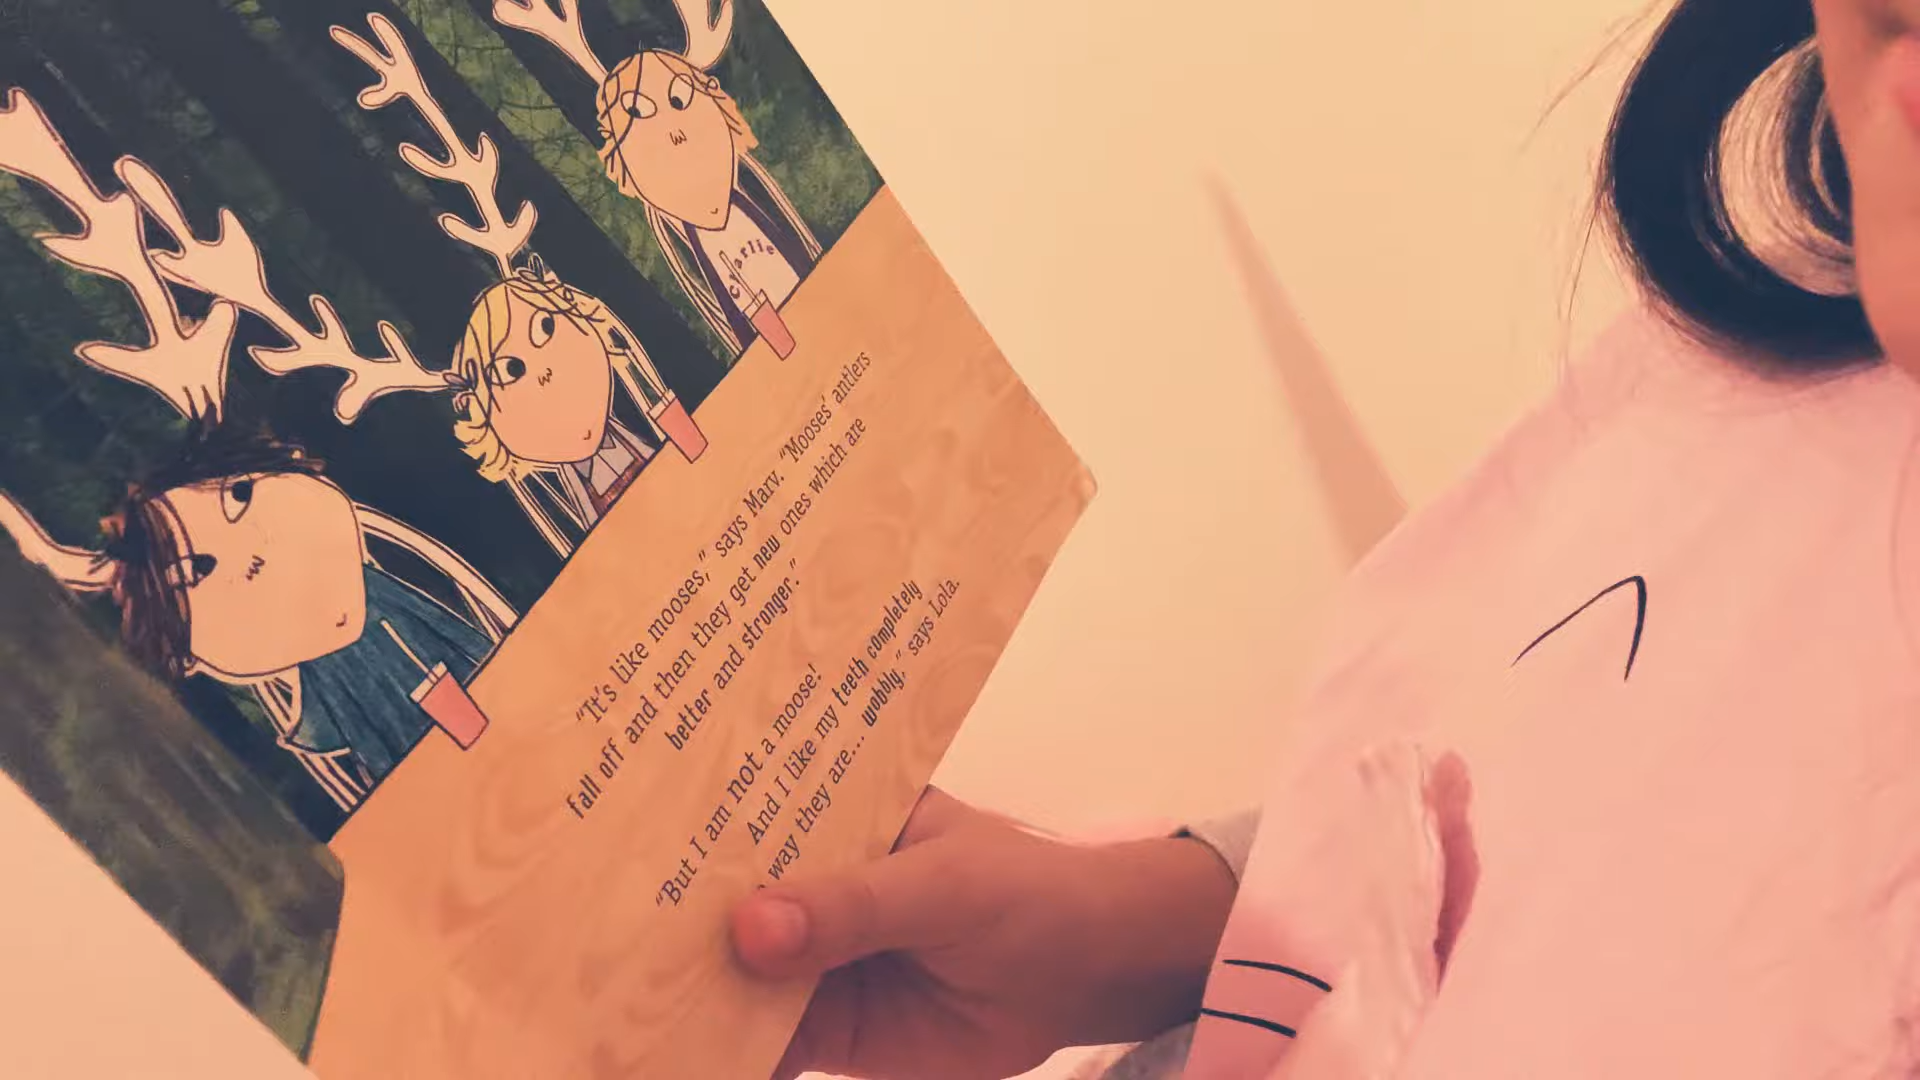 charlie
"It's like mooses," says Marv. "Mooses' antlers
fall off and then they get new ones which are
better and stronger."
"But I am not a moose!
And I like my teeth completely
way they are... wobbly," says Lola.